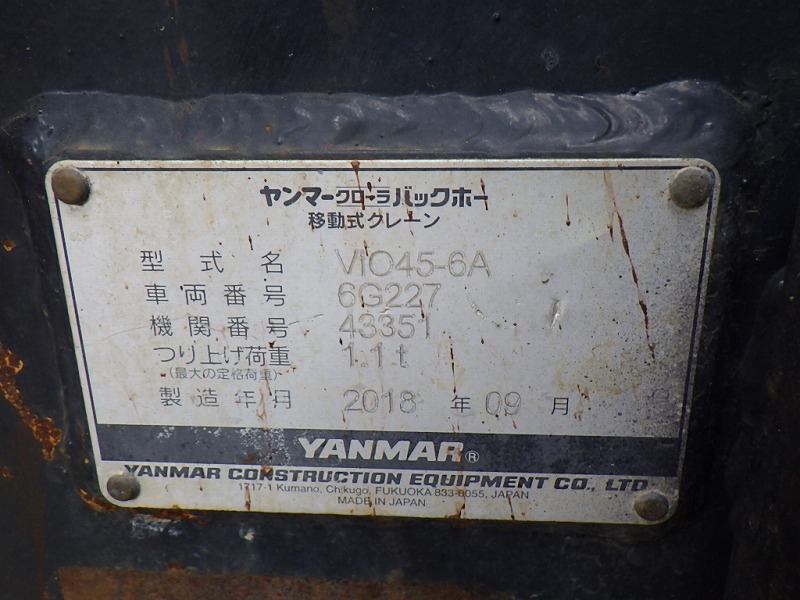 ヤンマークローラバックホー
移動式クレーン
型式名 VIO45-6A
車両番号 6G227
機関番号 43351
つり上げ荷重 1.1t
(最大の定格荷重)
製造年月 2018 年 09 月
YANMAR®
YANMAR CONSTRUCTION EQUIPMENT CO., LTD
1717-1 Kumano, Chikugo, FUKUOKA 833-0055, JAPAN
MADE IN JAPAN